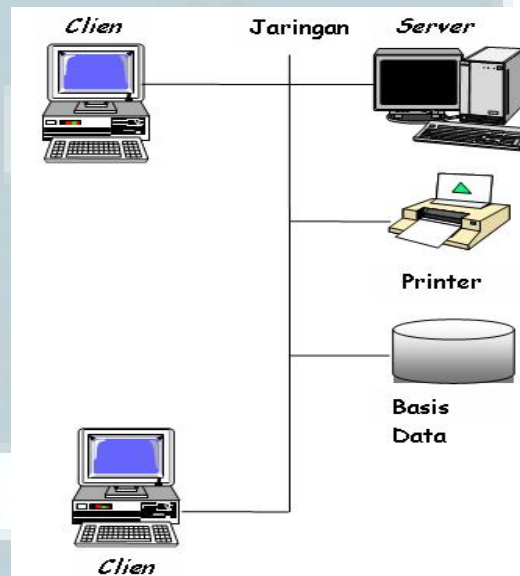 Clien
Jaringan
Server
Printer
Basis
Data
Clien